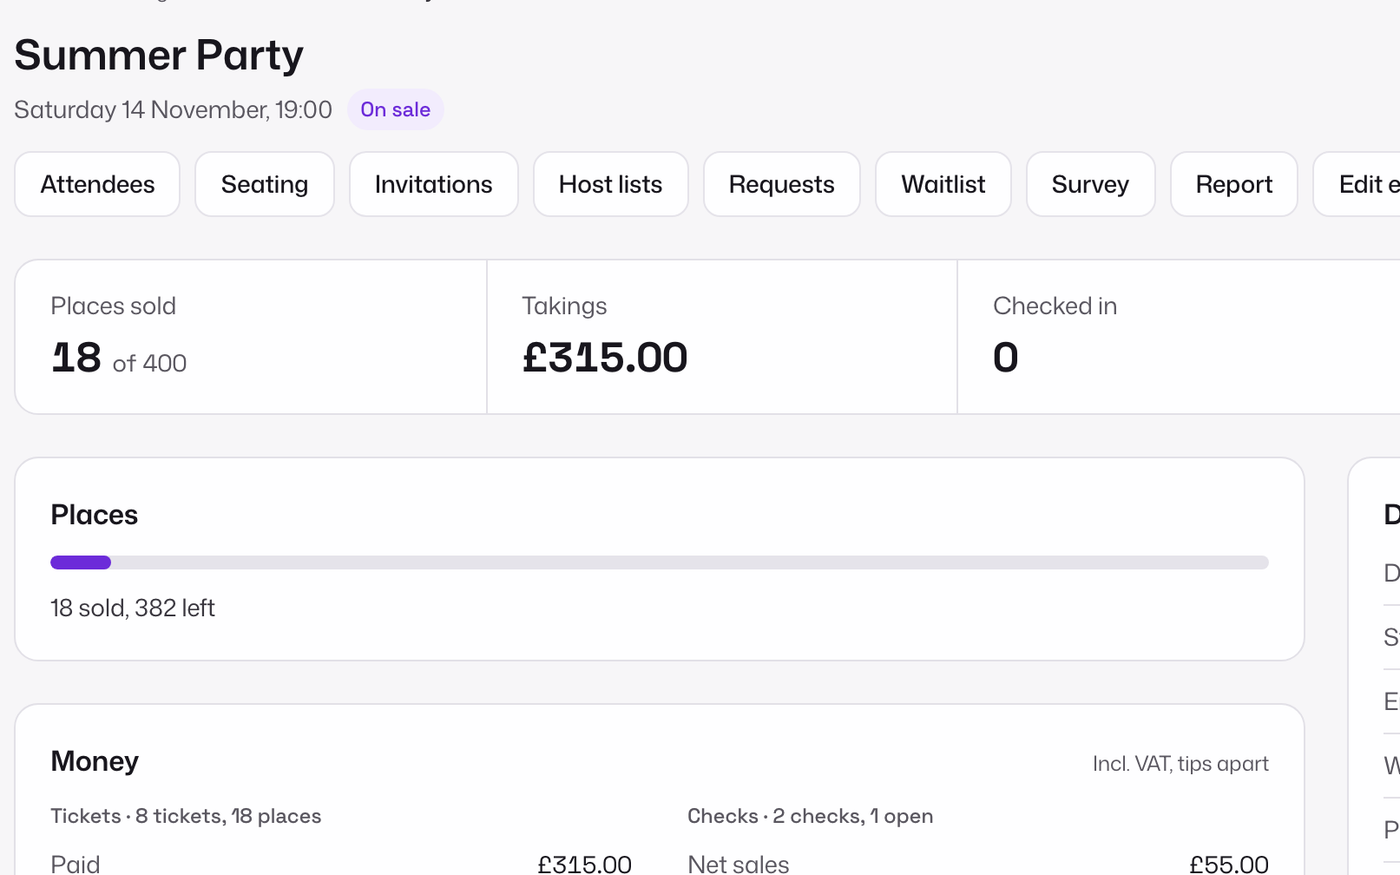 Summer Party
Saturday 14 November, 19:00 On sale
Attendees Seating Invitations Host lists Requests Waitlist Survey Report Edit e
Places sold Takings Checked in
18 of 400 £315.00 0
Places D
D
18 sold, 382 left
S
E
Money Incl. VAT, tips apart
W
Tickets · 8 tickets, 18 places Checks · 2 checks, 1 open
P
Paid £315.00 Net sales £55.00